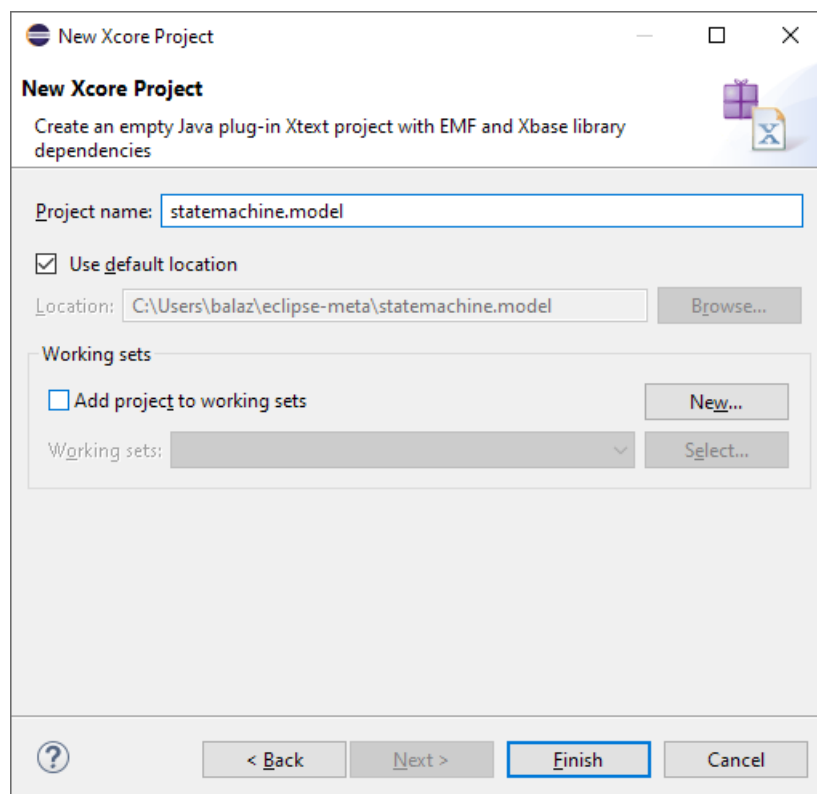 New Xcore Project
New Xcore Project
Create an empty Java plug-in Xtext project with EMF and Xbase library
dependencies
Project name: statemachine.model
Use default location
Location: C:\Users\balaz\eclipse-meta\statemachine.model Browse...
Working sets
Add project to working sets New...
Working sets: Select...
? < Back Next > Finish Cancel